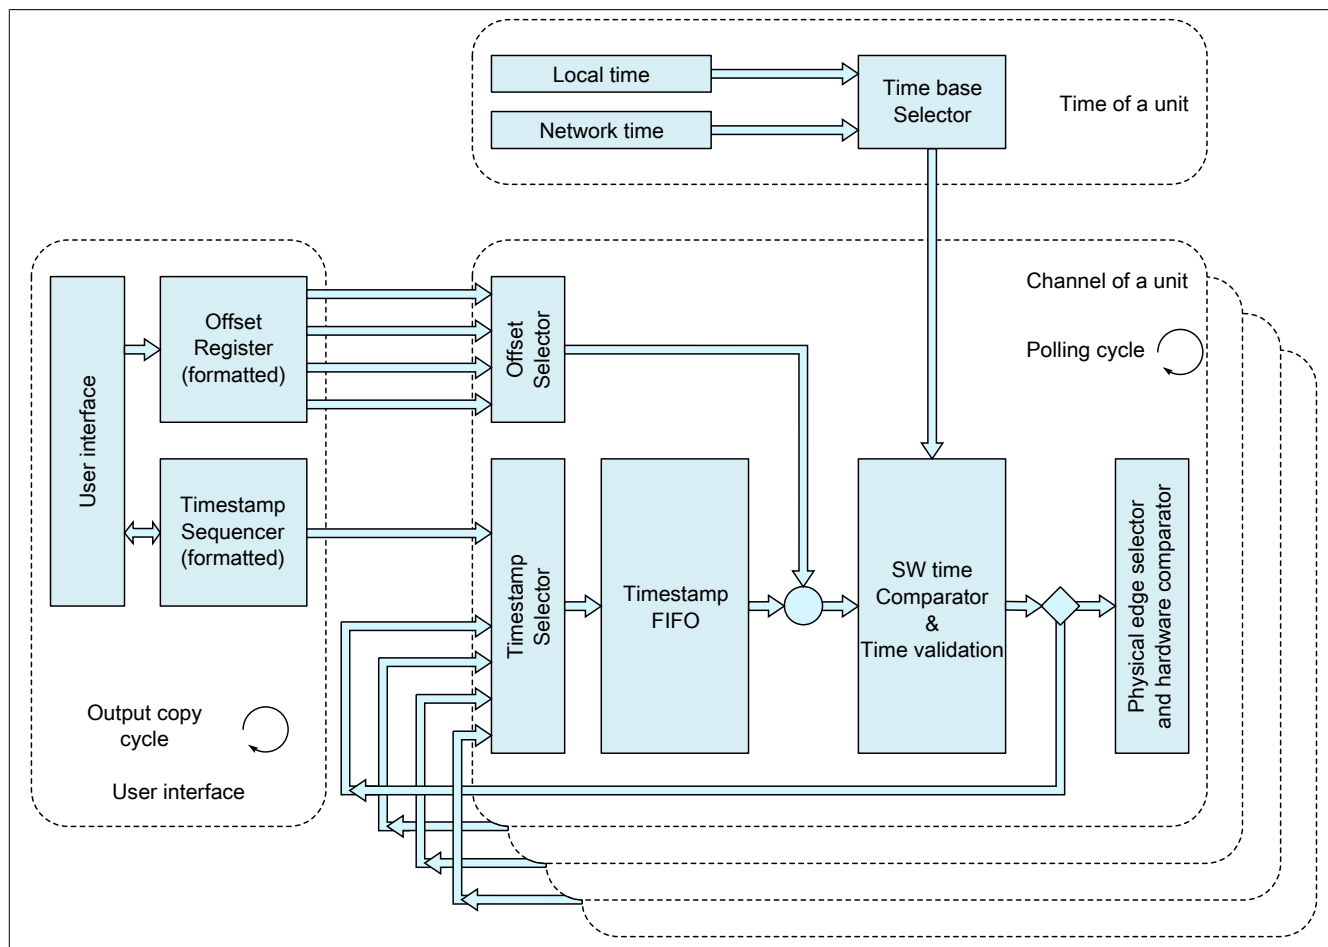 Local time
Network time
Time base
Selector
Time of a unit
User interface
Offset
Register
(formatted)
Timestamp
Sequencer
(formatted)
Output copy
cycle
User interface
Offset
Selector
Timestamp
Selector
Timestamp
FIFO
SW time
Comparator
&
Time validation
Channel of a unit
Polling cycle
Physical edge selector
and hardware comparator